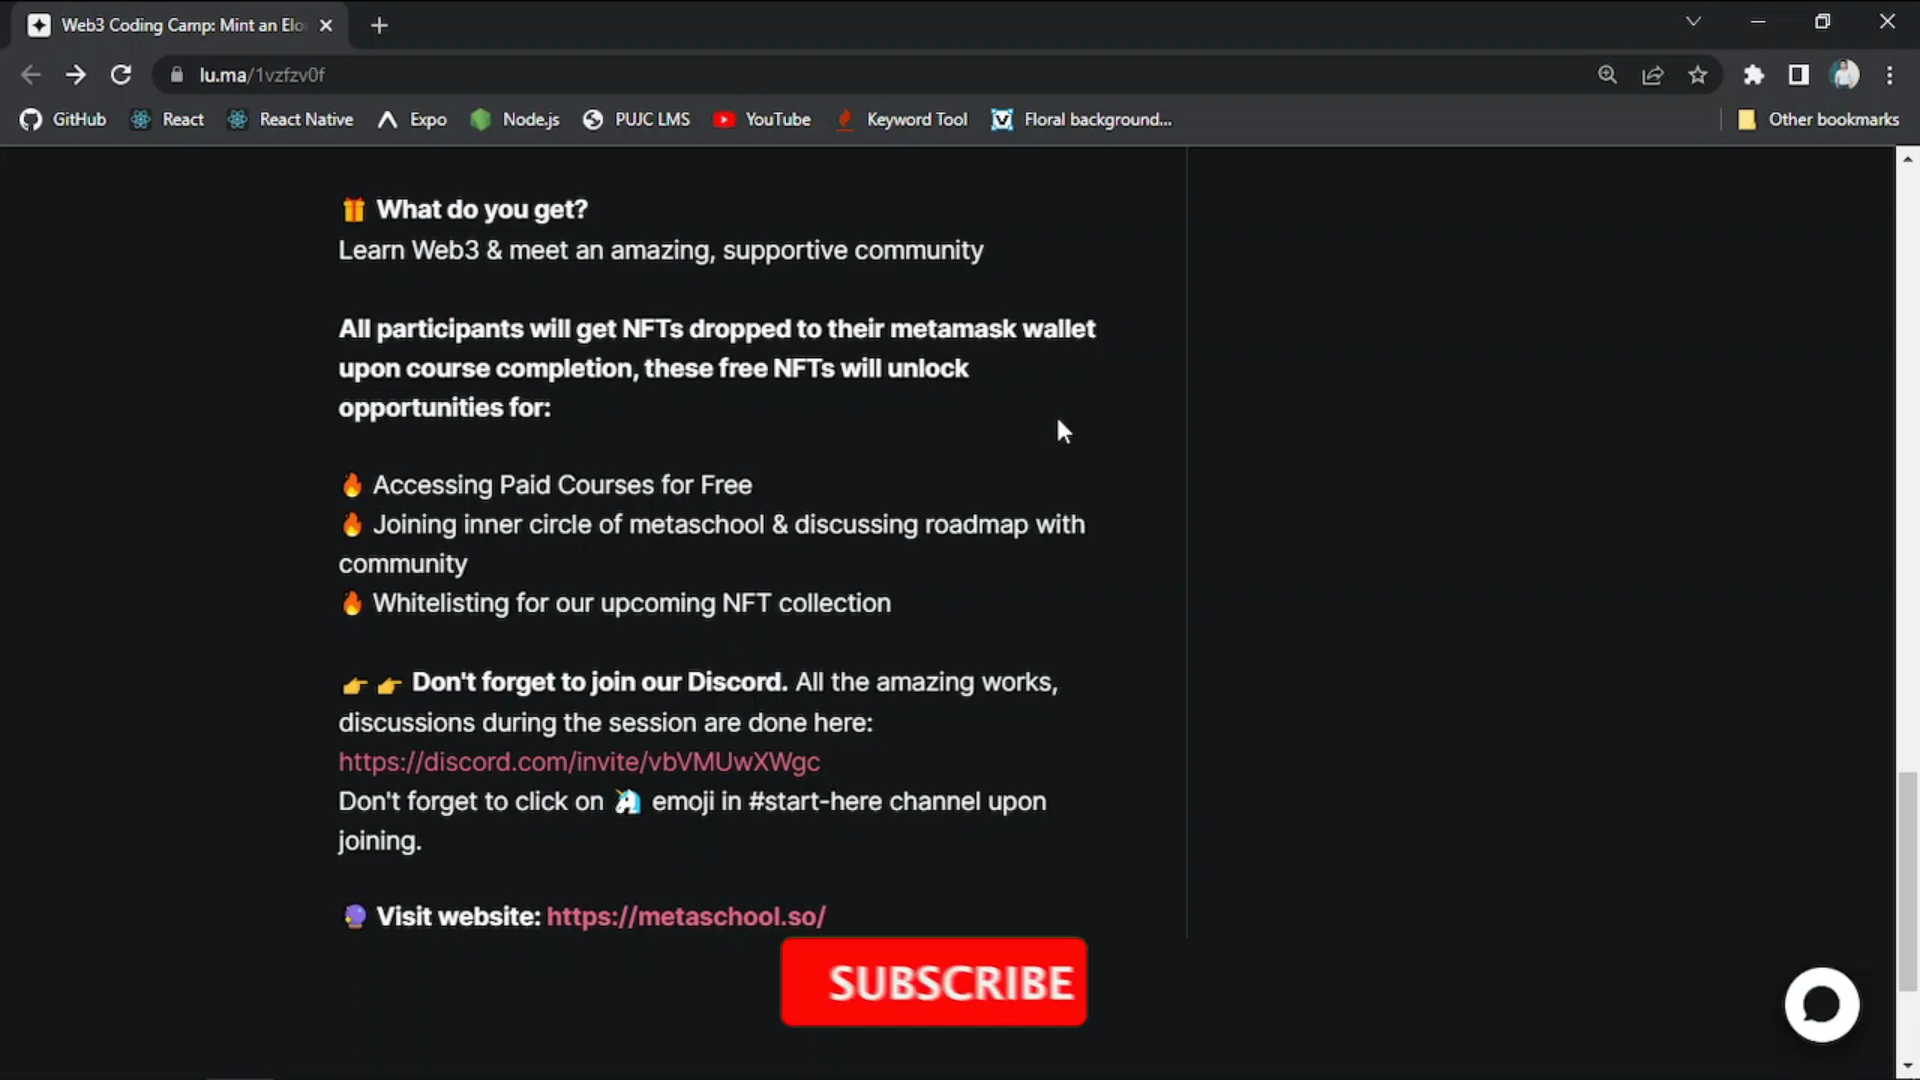 Web3 Coding Camp: Mint an Elo
lu.ma/1vzfzv0f
GitHub React React Native Expo Node.js PUJC LMS YouTube Keyword Tool Floral background... Other bookmarks
🎁 What do you get?
Learn Web3 & meet an amazing, supportive community
All participants will get NFTs dropped to their metamask wallet
upon course completion, these free NFTs will unlock
opportunities for:
🔥 Accessing Paid Courses for Free
🔥 Joining inner circle of metaschool & discussing roadmap with
community
🔥 Whitelisting for our upcoming NFT collection
👉 👉 Don't forget to join our Discord. All the amazing works,
discussions during the session are done here:
https://discord.com/invite/vbVMUwXWgc
Don't forget to click on 🦄 emoji in #start-here channel upon
joining.
🔮 Visit website: https://metaschool.so/
SUBSCRIBE